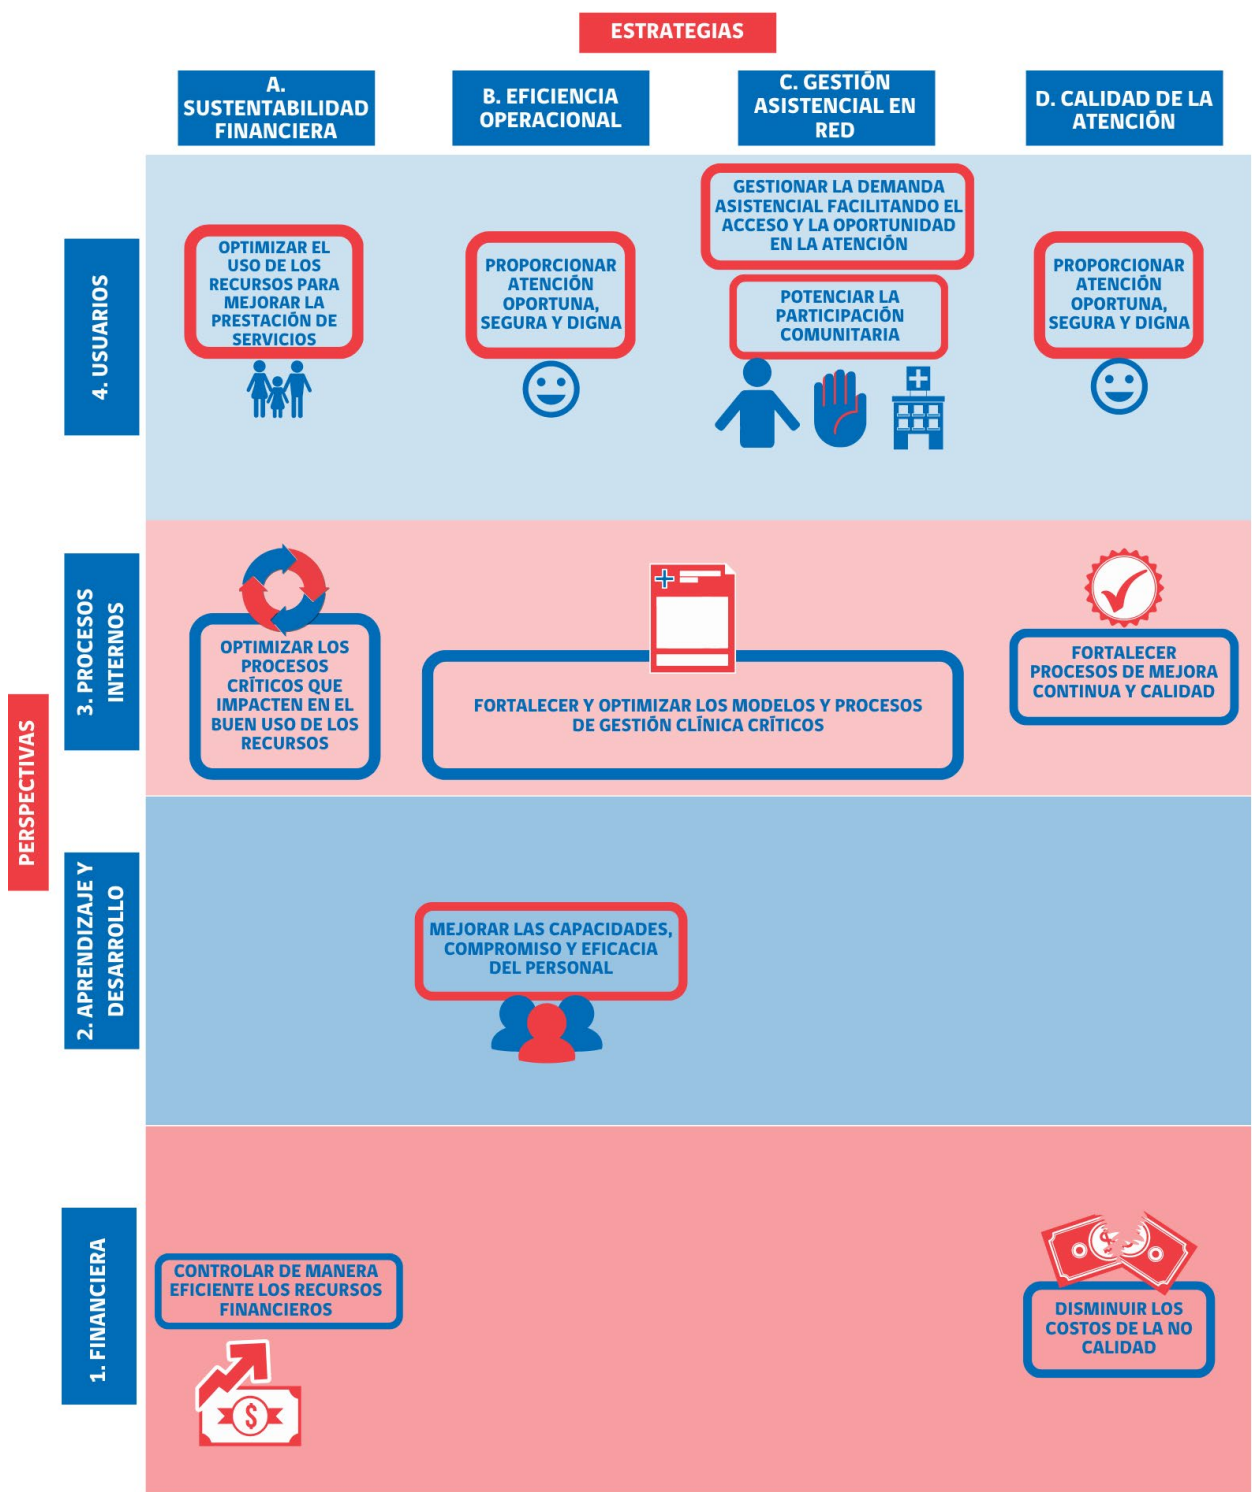 ESTRATEGIAS
A.
SUSTENTABILIDAD
FINANCIERA
B. EFICIENCIA
OPERACIONAL
C. GESTIÓN
ASISTENCIAL EN
RED
D. CALIDAD DE LA
ATENCIÓN
PERSPECTIVAS
4. USUARIOS
OPTIMIZAR EL
USO DE LOS
RECURSOS PARA
MEJORAR LA
PRESTACIÓN DE
SERVICIOS
PROPORCIONAR
ATENCIÓN
OPORTUNA,
SEGURA Y DIGNA
GESTIONAR LA DEMANDA
ASISTENCIAL FACILITANDO EL
ACCESO Y LA OPORTUNIDAD
EN LA ATENCIÓN
POTENCIAR LA
PARTICIPACIÓN
COMUNITARIA
PROPORCIONAR
ATENCIÓN
OPORTUNA,
SEGURA Y DIGNA
3. PROCESOS
INTERNOS
OPTIMIZAR LOS
PROCESOS
CRÍTICOS QUE
IMPACTEN EN EL
BUEN USO DE LOS
RECURSOS
FORTALECER Y OPTIMIZAR LOS MODELOS Y PROCESOS
DE GESTIÓN CLÍNICA CRÍTICOS
FORTALECER
PROCESOS DE MEJORA
CONTINUA Y CALIDAD
2. APRENDIZAJE Y
DESARROLLO
MEJORAR LAS CAPACIDADES,
COMPROMISO Y EFICACIA
DEL PERSONAL
1. FINANCIERA
CONTROLAR DE MANERA
EFICIENTE LOS RECURSOS
FINANCIEROS
$
$
DISMINUIR LOS
COSTOS DE LA NO
CALIDAD